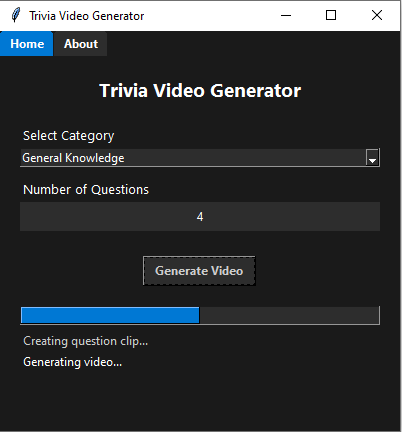 Trivia Video Generator
Home About
Trivia Video Generator
Select Category
General Knowledge
Number of Questions
4
Generate Video
Creating question clip...
Generating video...